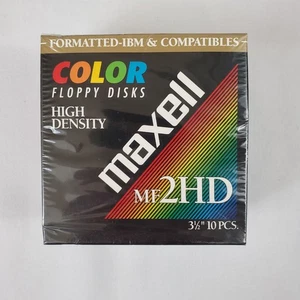 FORMATTED-IBM & COMPATIBLES
COLOR
FLOPPY DISKS
HIGH
DENSITY
maxell
MF2HD
3½" 10 PCS.